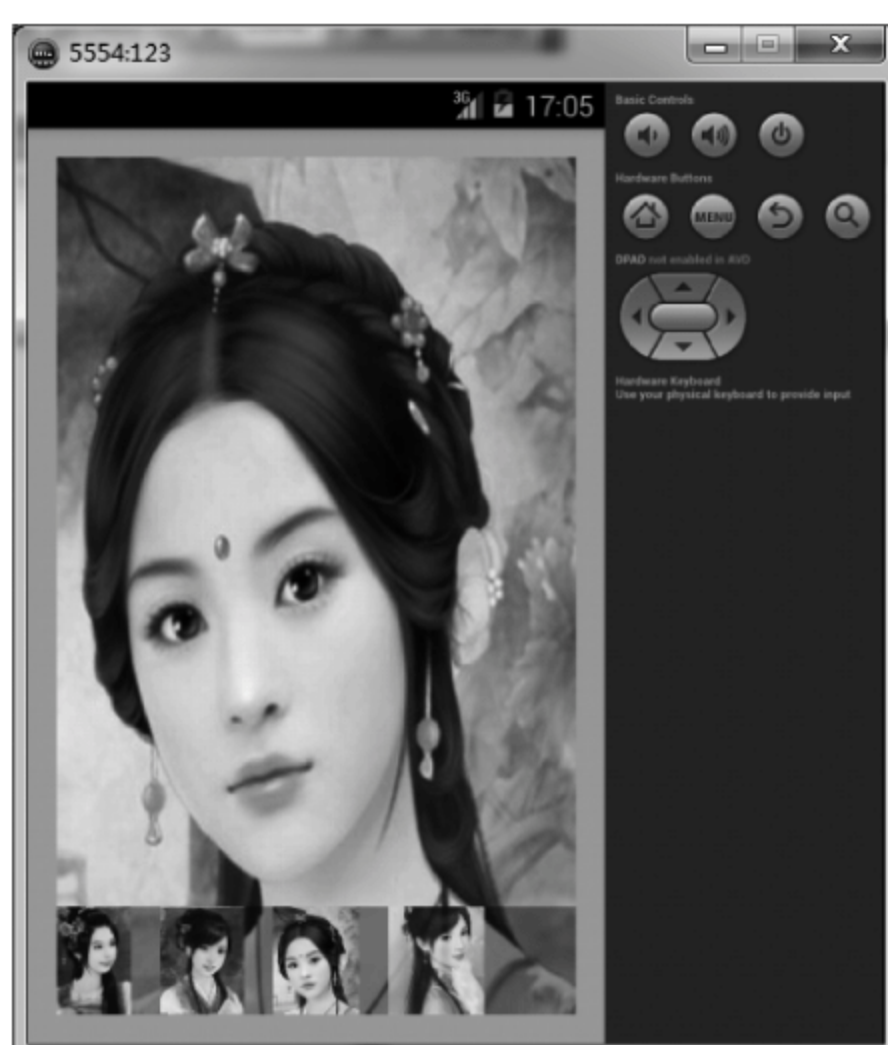 5554:123
3G 17:05
Basic Controls
Hardware Buttons
MENU
DPAD not enabled in AVD
Hardware Keyboard
Use your physical keyboard to provide input